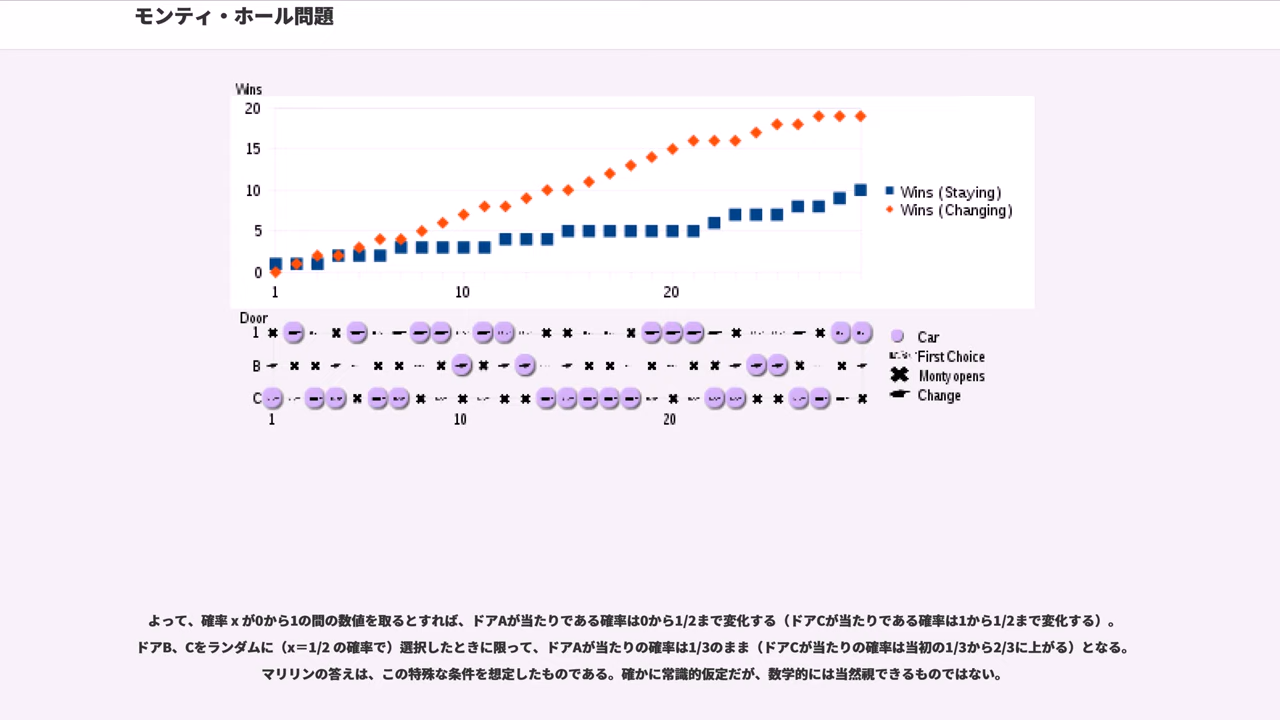 モンティ・ホール問題
Wins
20
15
10
5
0
1 10 20
Wins (Staying)
Wins (Changing)
Door
1
B
C
1 10 20
Car
First Choice
Monty opens
Change
よって、確率 x が0から1の間の数値を取るとすれば、ドアAが当たりである確率は0から1/2まで変化する（ドアCが当たりである確率は1から1/2まで変化する）。
ドアB、Cをランダムに（x＝1/2 の確率で）選択したときに限って、ドアAが当たりの確率は1/3のまま（ドアCが当たりの確率は当初の1/3から2/3に上がる）となる。
マリリンの答えは、この特殊な条件を想定したものである。確かに常識的仮定だが、数学的には当然視できるものではない。